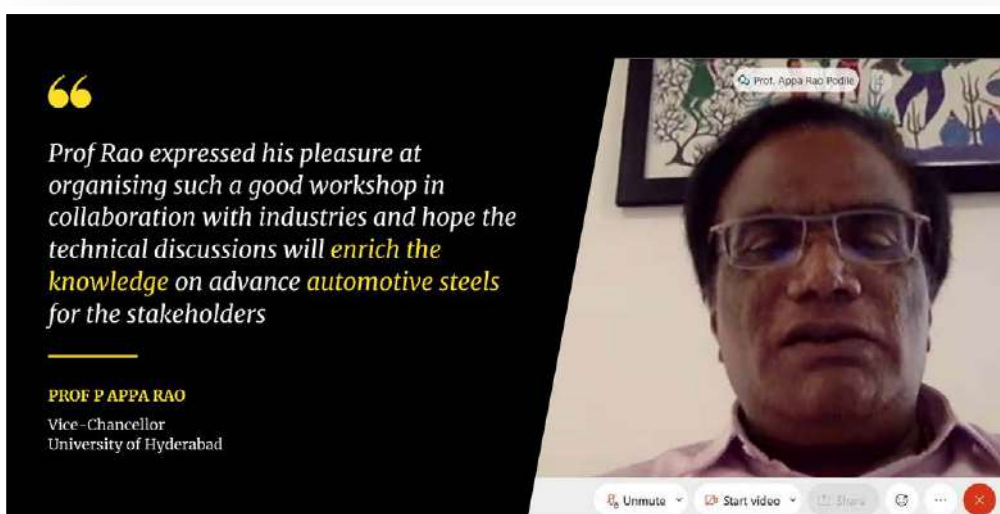 Prof Rao expressed his pleasure at
organising such a good workshop in
collaboration with industries and hope the
technical discussions will enrich the
knowledge on advance automotive steels
for the stakeholders
PROF P APPA RAO
Vice-Chancellor
University of Hyderabad
Prof. Appa Rao Podile
Unmute
Start video
Share